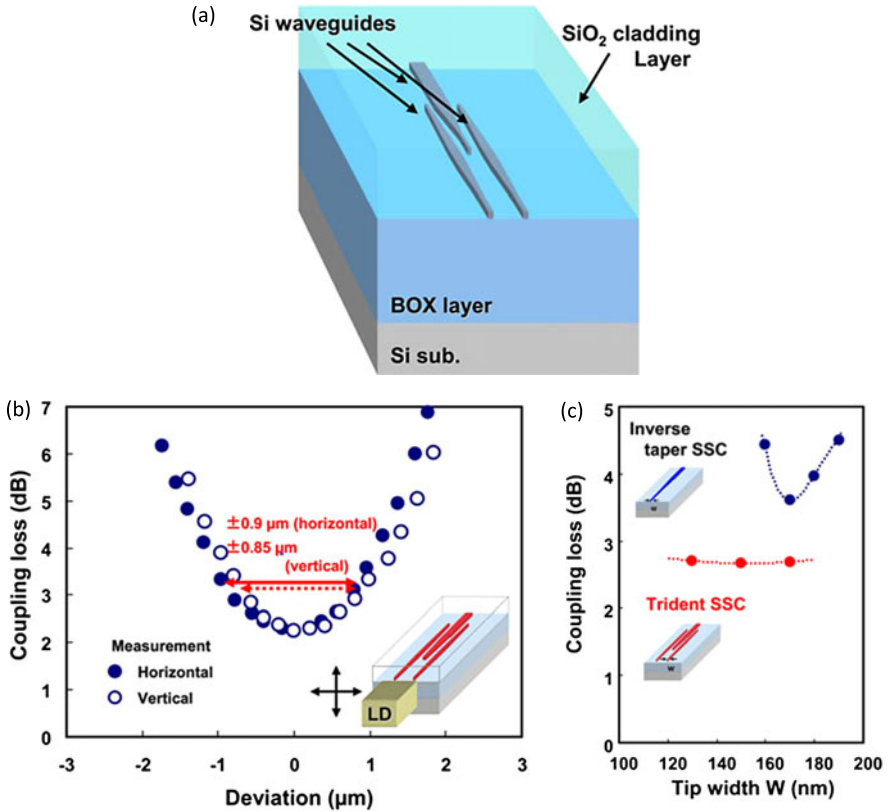 (a)
Si waveguides
SiO₂ cladding
Layer
BOX layer
Si sub.
(b)
7
6
5
4
3
2
1
0
Coupling loss (dB)
±0.9 μm (horizontal)
±0.85 μm
(vertical)
Measurement
Horizontal
Vertical
LD
-3
-2
-1
0
1
2
3
Deviation (μm)
(c)
5
4
3
2
1
0
Coupling loss (dB)
Inverse
taper SSC
W
Trident SSC
W
100
120
140
160
180
200
Tip width W (nm)